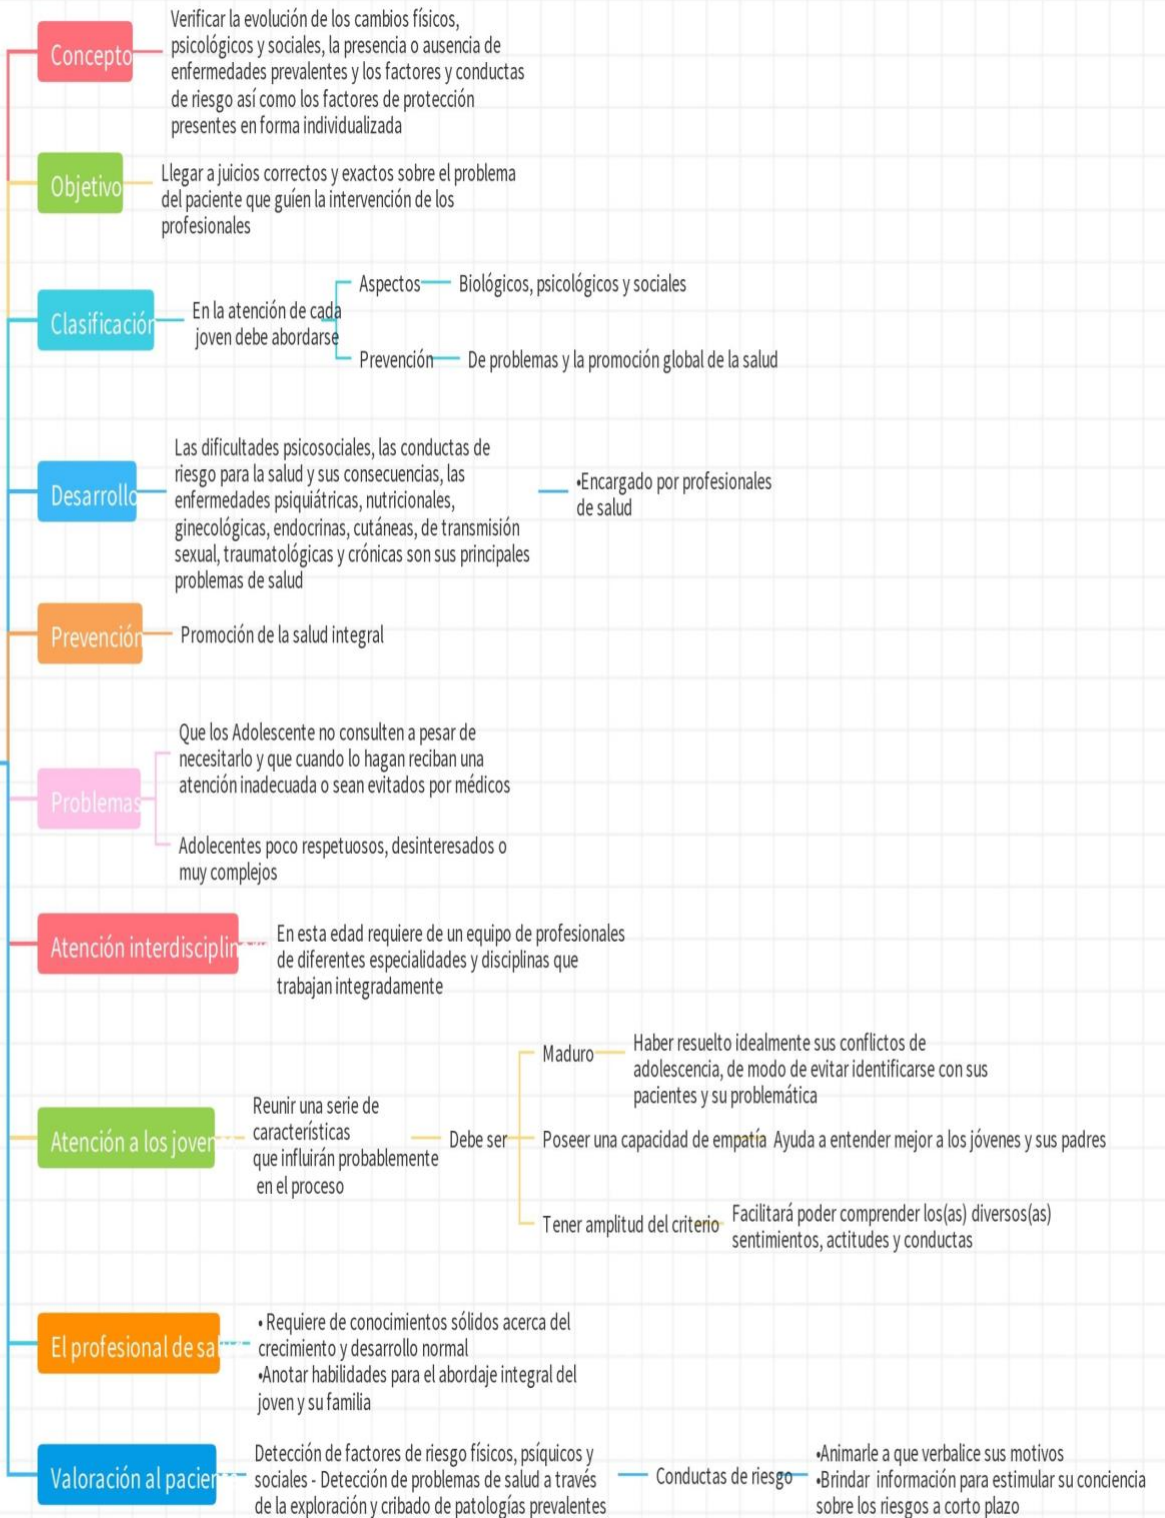 Concepto
Verificar la evolución de los cambios físicos,
psicológicos y sociales, la presencia o ausencia de
enfermedades prevalentes y los factores y conductas
de riesgo así como los factores de protección
presentes en forma individualizada
Objetivo
Llegar a juicios correctos y exactos sobre el problema
del paciente que guíen la intervención de los
profesionales
Clasificación
En la atención de cada
joven debe abordarse
Aspectos
Biológicos, psicológicos y sociales
Prevención
De problemas y la promoción global de la salud
Desarrollo
Las dificultades psicosociales, las conductas de
riesgo para la salud y sus consecuencias, las
enfermedades psiquiátricas, nutricionales,
ginecológicas, endocrinas, cutáneas, de transmisión
sexual, traumatológicas y crónicas son sus principales
problemas de salud
•Encargado por profesionales
de salud
Prevención
Promoción de la salud integral
Problemas
Que los Adolescente no consulten a pesar de
necesitarlo y que cuando lo hagan reciban una
atención inadecuada o sean evitados por médicos
Adolecentes poco respetuosos, desinteresados o
muy complejos
Atención interdisciplin
En esta edad requiere de un equipo de profesionales
de diferentes especialidades y disciplinas que
trabajan integradamente
Atención a los joven
Reunir una serie de
características
que influirán probablemente
en el proceso
Debe ser
Maduro
Haber resuelto idealmente sus conflictos de
adolescencia, de modo de evitar identificarse con sus
pacientes y su problemática
Poseer una capacidad de empatía
Ayuda a entender mejor a los jóvenes y sus padres
Tener amplitud del criterio
Facilitará poder comprender los(as) diversos(as)
sentimientos, actitudes y conductas
El profesional de sa
• Requiere de conocimientos sólidos acerca del
crecimiento y desarrollo normal
•Anotar habilidades para el abordaje integral del
joven y su familia
Valoración al pacien
Detección de factores de riesgo físicos, psíquicos y
sociales - Detección de problemas de salud a través
de la exploración y cribado de patologías prevalentes
Conductas de riesgo
•Animarle a que verbalice sus motivos
•Brindar información para estimular su conciencia
sobre los riesgos a corto plazo